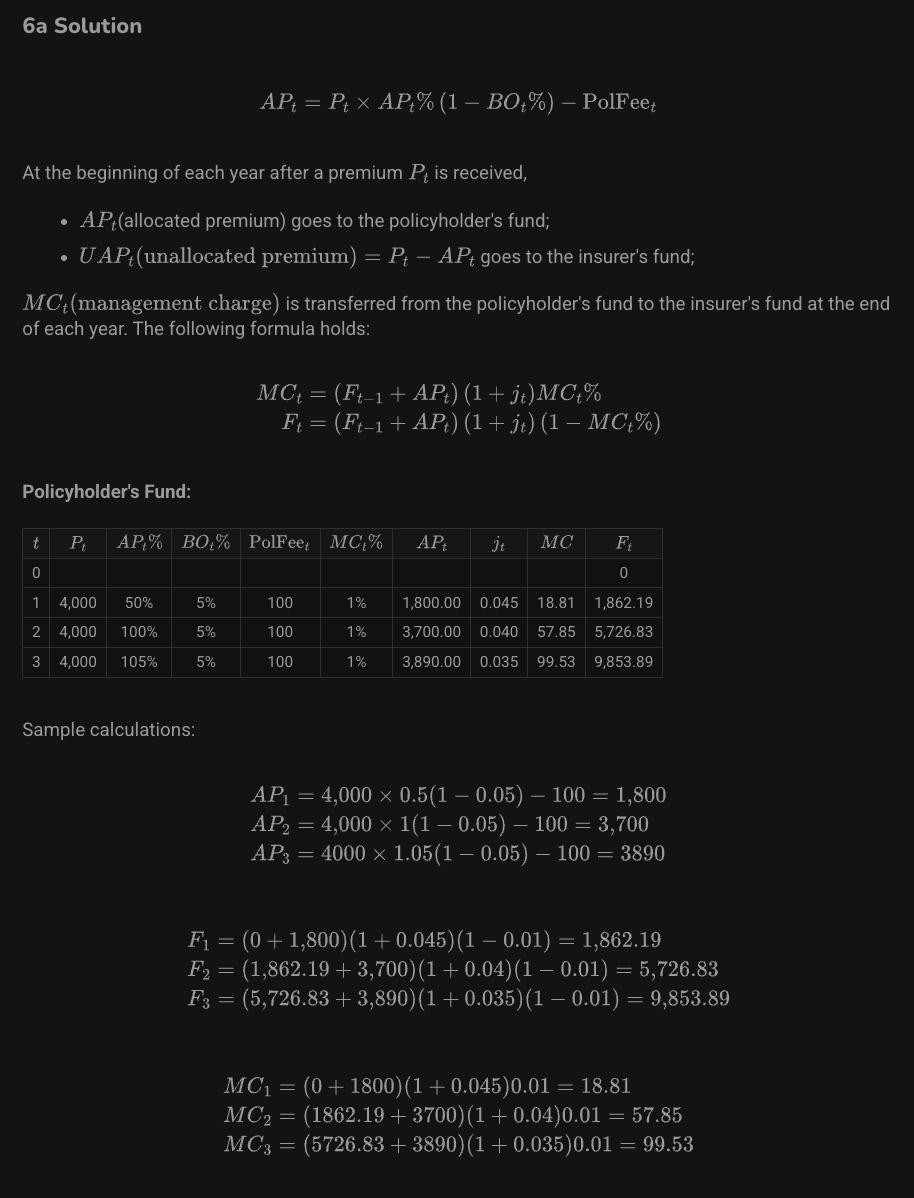 6a Solution
AP_t = P_t × AP_t% (1 − BO_t%) − PolFee_t
At the beginning of each year after a premium P_t is received,
• AP_t(allocated premium) goes to the policyholder's fund;
• UAP_t(unallocated premium) = P_t − AP_t goes to the insurer's fund;
MC_t(management charge) is transferred from the policyholder's fund to the insurer's fund at the end
of each year. The following formula holds:
MC_t = (F_{t−1} + AP_t) (1 + j_t)MC_t%
F_t = (F_{t−1} + AP_t) (1 + j_t) (1 − MC_t%)
Policyholder's Fund:
t P_t AP_t% BO_t% PolFee_t MC_t% AP_t j_t MC F_t
0 0
1 4,000 50% 5% 100 1% 1,800.00 0.045 18.81 1,862.19
2 4,000 100% 5% 100 1% 3,700.00 0.040 57.85 5,726.83
3 4,000 105% 5% 100 1% 3,890.00 0.035 99.53 9,853.89
Sample calculations:
AP_1 = 4,000 × 0.5(1 − 0.05) − 100 = 1,800
AP_2 = 4,000 × 1(1 − 0.05) − 100 = 3,700
AP_3 = 4000 × 1.05(1 − 0.05) − 100 = 3890
F_1 = (0 + 1,800)(1 + 0.045)(1 − 0.01) = 1,862.19
F_2 = (1,862.19 + 3,700)(1 + 0.04)(1 − 0.01) = 5,726.83
F_3 = (5,726.83 + 3,890)(1 + 0.035)(1 − 0.01) = 9,853.89
MC_1 = (0 + 1800)(1 + 0.045)0.01 = 18.81
MC_2 = (1862.19 + 3700)(1 + 0.04)0.01 = 57.85
MC_3 = (5726.83 + 3890)(1 + 0.035)0.01 = 99.53